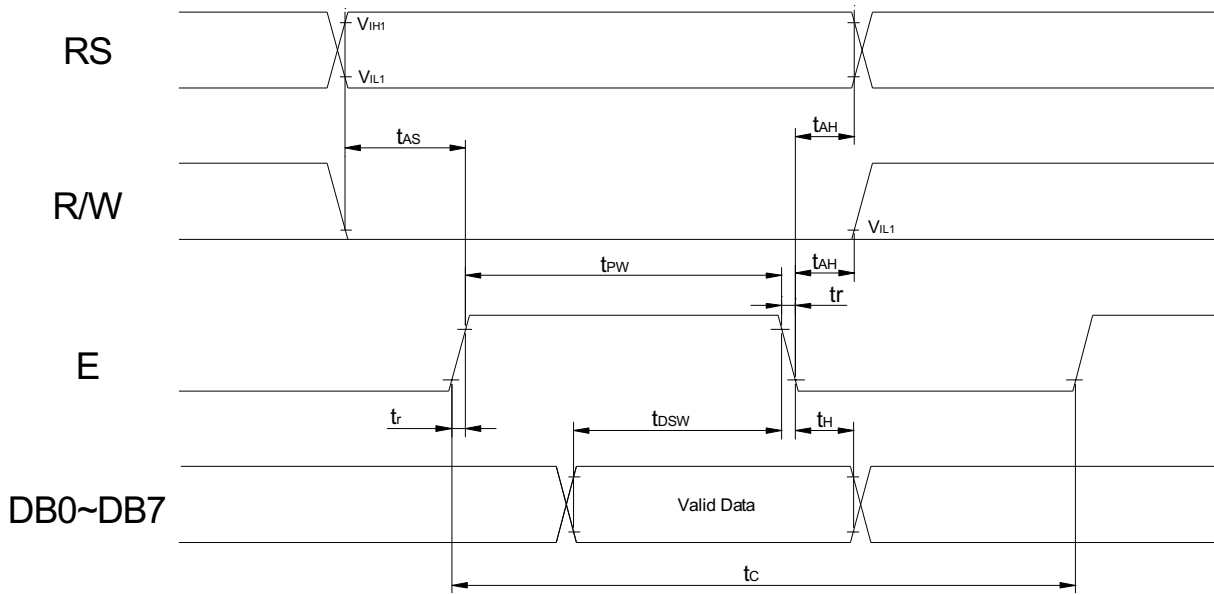 RS
VIH1
VIL1
tAS
tAH
R/W
VIL1
tPW
tAH
tr
E
tr
tDSW
tH
DB0~DB7
Valid Data
tC